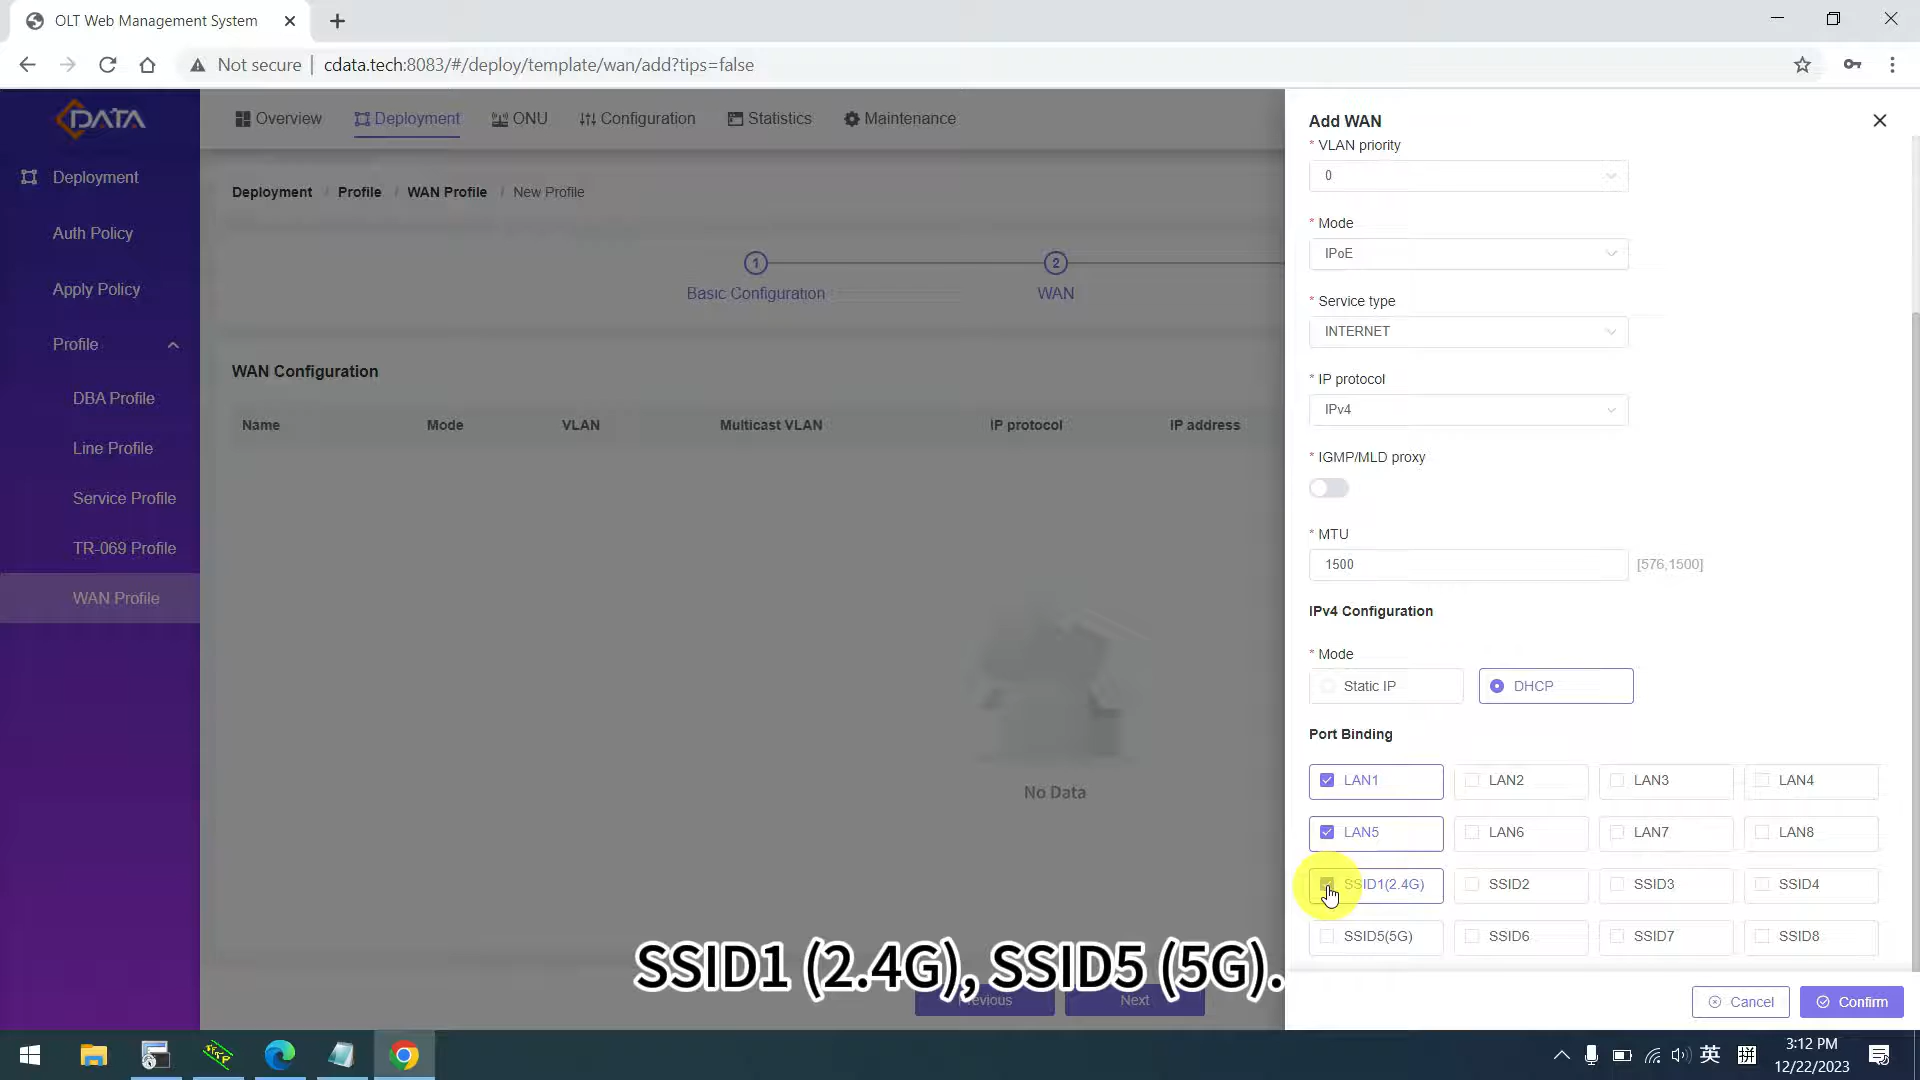 OLT Web Management System
Not secure
cdata.tech:8083/#/deploy/template/wan/add?tips=false
DATA
Overview
Deployment
ONU
Configuration
Statistics
Maintenance
Deployment
Auth Policy
Apply Policy
Profile
DBA Profile
Line Profile
Service Profile
TR-069 Profile
WAN Profile
Deployment / Profile / WAN Profile / New Profile
1
2
Basic Configuration
WAN
WAN Configuration
Name
Mode
VLAN
Multicast VLAN
IP protocol
IP address
No Data
Previous
Next
Add WAN
* VLAN priority
0
* Mode
IPoE
* Service type
INTERNET
* IP protocol
IPv4
* IGMP/MLD proxy
* MTU
1500
[576,1500]
IPv4 Configuration
* Mode
Static IP
DHCP
Port Binding
LAN1
LAN2
LAN3
LAN4
LAN5
LAN6
LAN7
LAN8
SSID1(2.4G)
SSID2
SSID3
SSID4
SSID5(5G)
SSID6
SSID7
SSID8
Cancel
Confirm
SSID1 (2.4G), SSID5 (5G).
英
拼
3:12 PM
12/22/2023